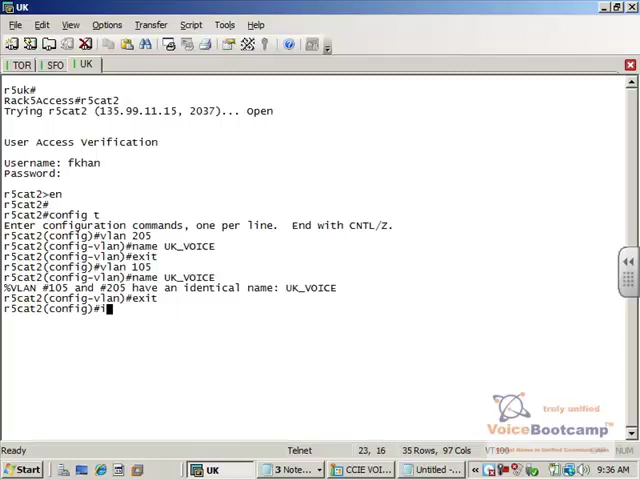 UK
File Edit View Options Transfer Script Tools Help
TOR SFO UK
r5uk#
Rack5Access#r5cat2
Trying r5cat2 (135.99.11.15, 2037)... Open
User Access Verification
Username: fkhan
Password:
r5cat2>en
r5cat2#
r5cat2#config t
Enter configuration commands, one per line.  End with CNTL/Z.
r5cat2(config)#vlan 205
r5cat2(config-vlan)#name UK_VOICE
r5cat2(config-vlan)#exit
r5cat2(config)#vlan 105
r5cat2(config-vlan)#name UK_VOICE
%VLAN #105 and #205 have an identical name: UK_VOICE
r5cat2(config-vlan)#exit
r5cat2(config)#i
truly unified
VoiceBootcamp
Ready Telnet 23, 16 35 Rows, 97 Cols VT100 NUM
Start UK 3 Note... CCIE VOI... Untitled -... 9:36 AM